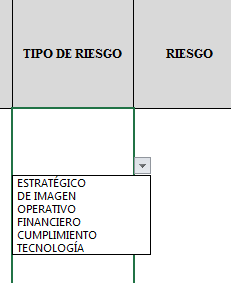 TIPO DE RIESGO RIESGO
ESTRATÉGICO
DE IMAGEN
OPERATIVO
FINANCIERO
CUMPLIMIENTO
TECNOLOGÍA